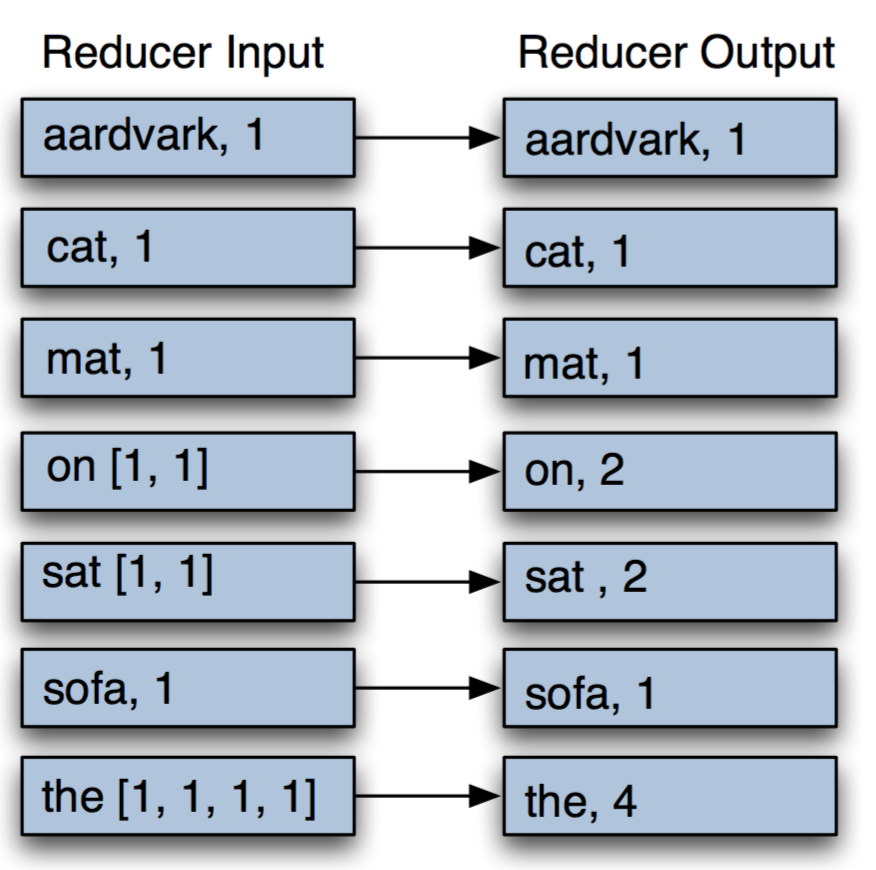 Reducer Input Reducer Output
aardvark, 1 aardvark, 1
cat, 1 cat, 1
mat, 1 mat, 1
on [1, 1] on, 2
sat [1, 1] sat , 2
sofa, 1 sofa, 1
the [1, 1, 1, 1] the, 4